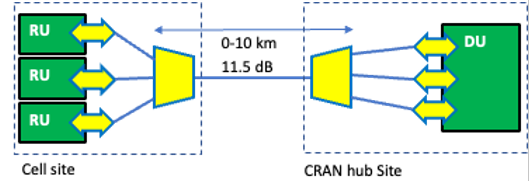 RU
RU
RU
0-10 km
11.5 dB
DU
Cell site
CRAN hub Site